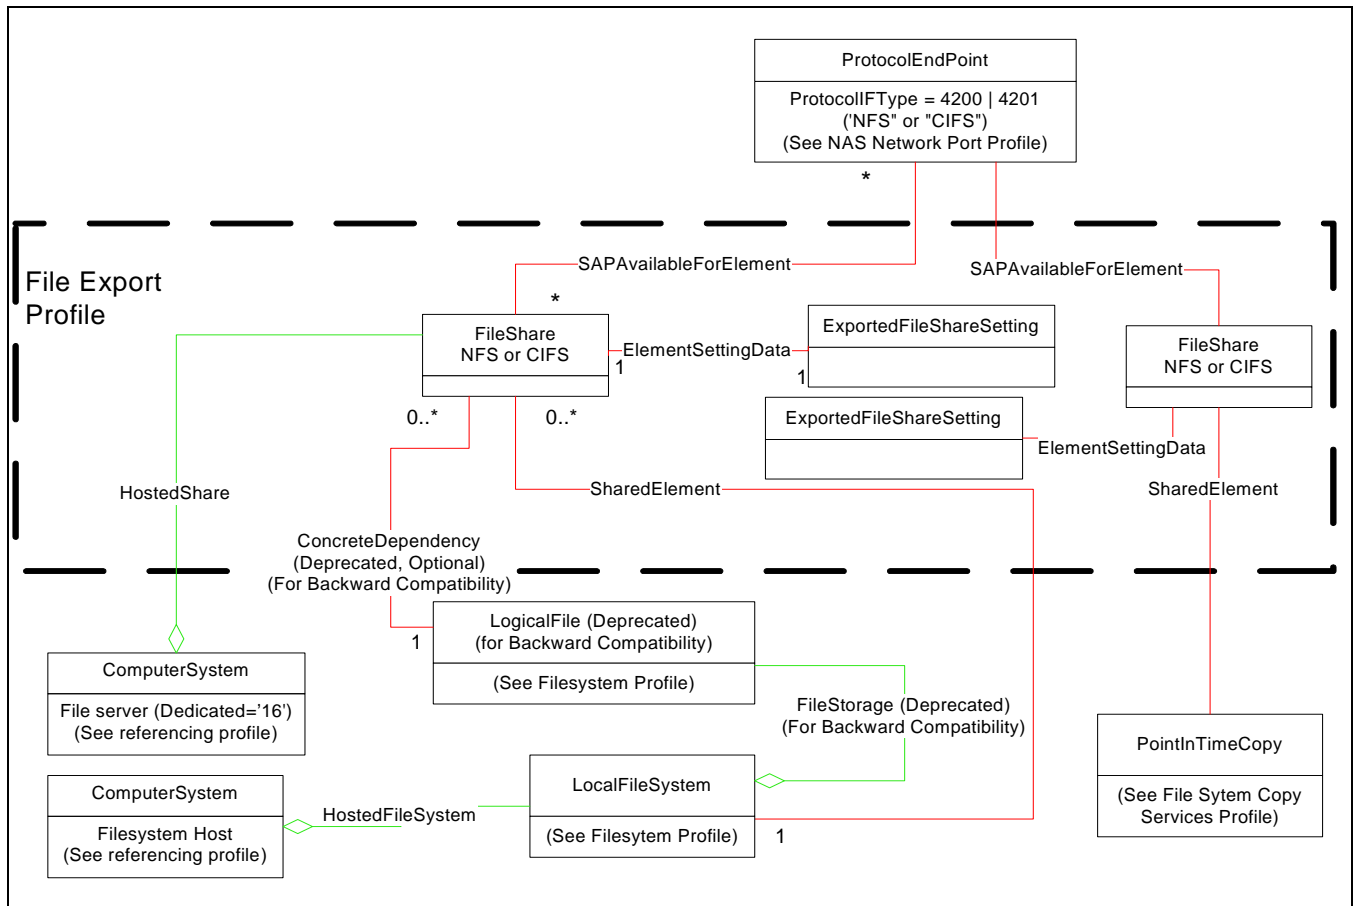 ProtocolEndPoint
ProtocolIFType = 4200 | 4201
('NFS" or "CIFS")
(See NAS Network Port Profile)
*
File Export
Profile
SAPAvailableForElement
SAPAvailableForElement
*
FileShare
NFS or CIFS
ElementSettingData
1
1
ExportedFileShareSetting
FileShare
NFS or CIFS
0..*
0..*
ExportedFileShareSetting
ElementSettingData
HostedShare
SharedElement
SharedElement
ConcreteDependency
(Deprecated, Optional)
(For Backward Compatibility)
1
LogicalFile (Deprecated)
(for Backward Compatibility)
(See Filesystem Profile)
ComputerSystem
File server (Dedicated='16')
(See referencing profile)
FileStorage (Deprecated)
(For Backward Compatibility)
PointInTimeCopy
(See File Sytem Copy
Services Profile)
ComputerSystem
Filesystem Host
(See referencing profile)
HostedFileSystem
LocalFileSystem
(See Filesytem Profile)
1